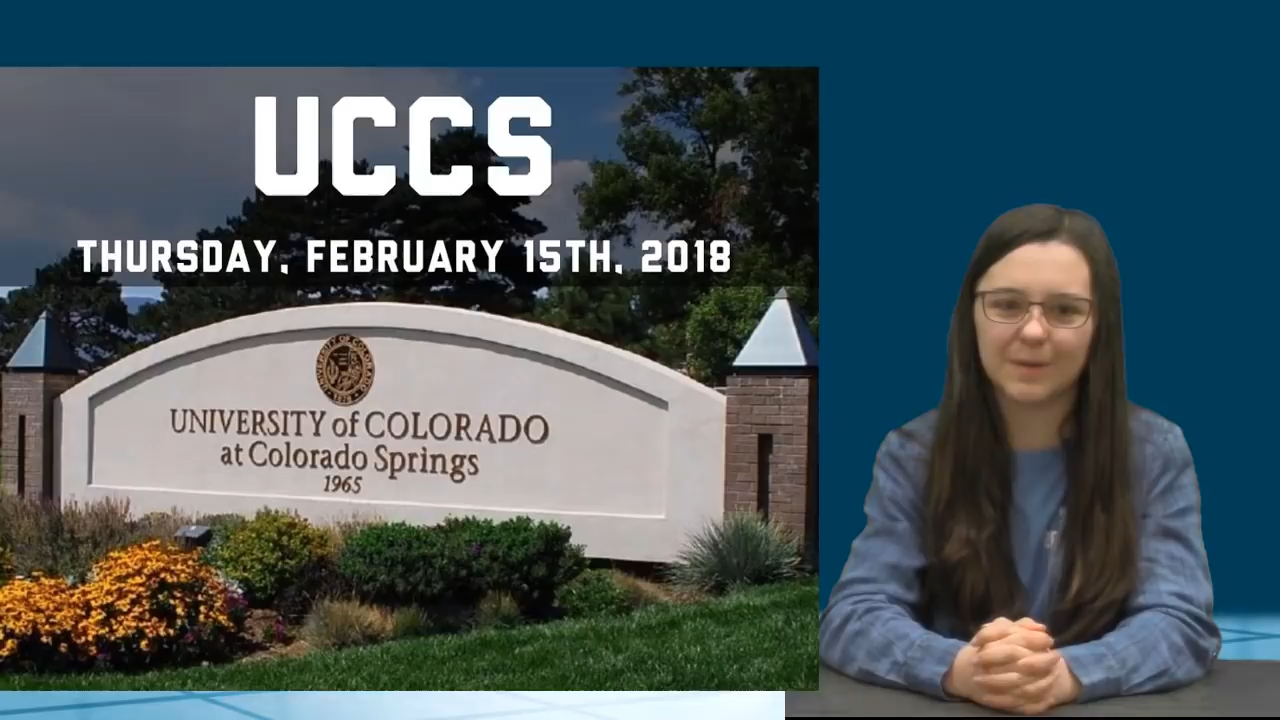 UCCS
THURSDAY, FEBRUARY 15TH, 2018
UNIVERSITY of COLORADO
at Colorado Springs
1965